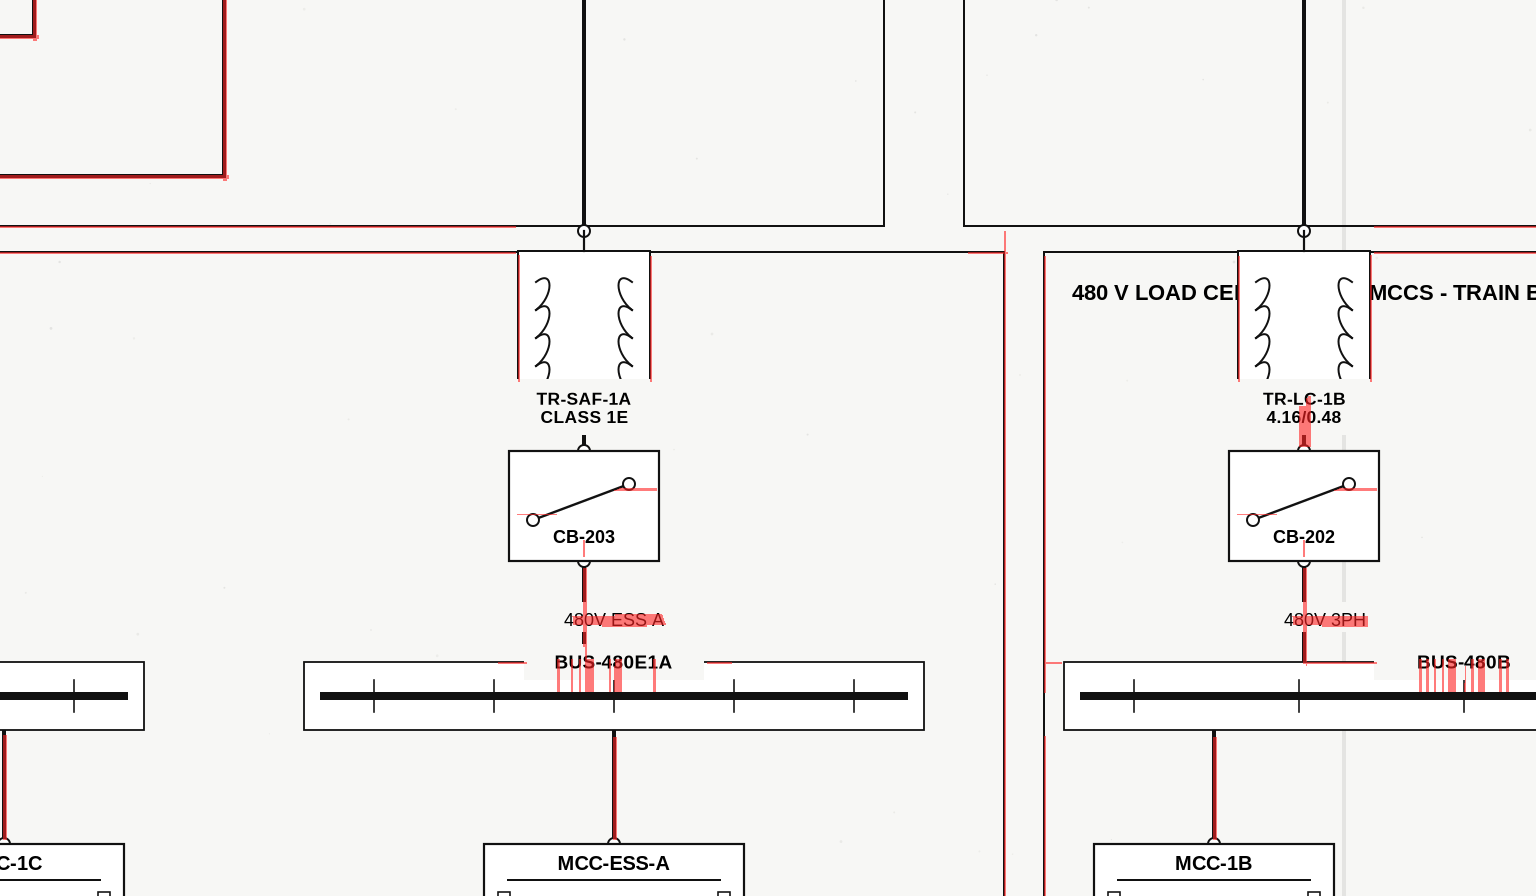 480 V LOAD CEI MCCS - TRAIN B
TR-SAF-1A
CLASS 1E
TR-LC-1B
4.16/0.48
CB-203
CB-202
480V ESS A
480V 3PH
BUS-480E1A
BUS-480B
C-1C
MCC-ESS-A
MCC-1B